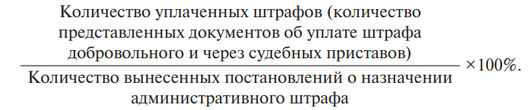 Количество уплаченных штрафов (количество
представленных документов об уплате штрафа
добровольного и через судебных приставов)
×100%.
Количество вынесенных постановлений о назначении
административного штрафа